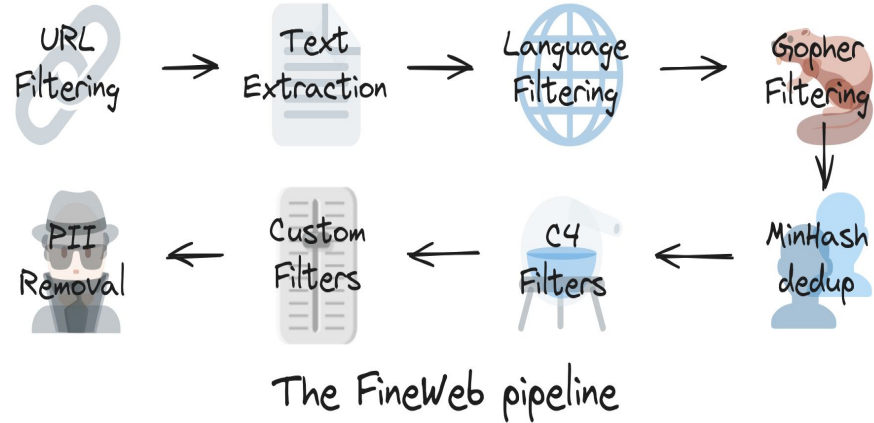 URL
Filtering
Text
Extraction
Language
Filtering
Gopher
Filtering
MinHash
dedup
C4
Filters
Custom
Filters
PII
Removal
The FineWeb pipeline